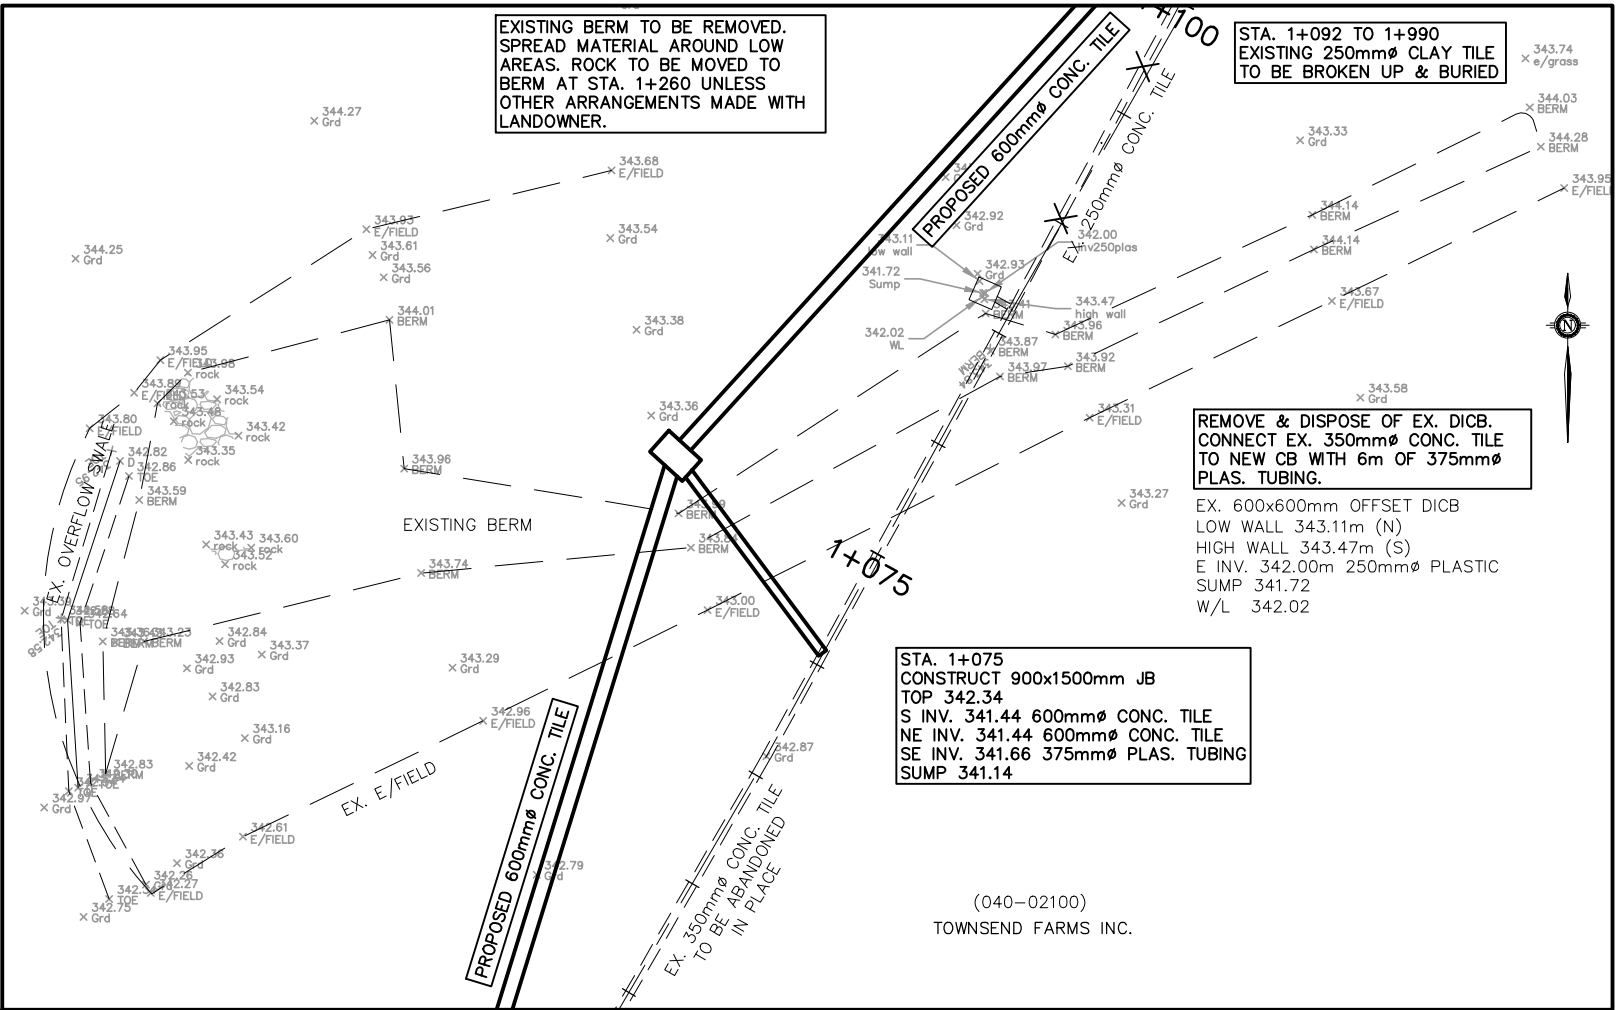 EXISTING BERM TO BE REMOVED.
SPREAD MATERIAL AROUND LOW
AREAS. ROCK TO BE MOVED TO
BERM AT STA. 1+260 UNLESS
OTHER ARRANGEMENTS MADE WITH
LANDOWNER.
STA. 1+092 TO 1+990
EXISTING 250mmø CLAY TILE
TO BE BROKEN UP & BURIED
PROPOSED 600mmø CONC. TILE
EX. 250mmø CONC. TILE
343.74
e/grass
344.03
BERM
344.28
BERM
343.95
344.27
Grd
343.33
Grd
343.68
E/FIELD
343.93
E/FIELD
343.61
Grd
343.56
Grd
343.54
Grd
344.25
Grd
342.92
Grd
342.00
344.14
BERM
344.14
BERM
342.93
Grd
341.72
Sump
343.47
high wall
343.67
E/FIELD
344.01
BERM
343.38
Grd
342.02
WL
343.96
BERM
343.87
BERM
343.97
BERM
343.92
BERM
343.95
343.98
rock
343.54
rock
343.48
rock
343.42
rock
343.35
rock
343.80
E/FIELD
343.36
Grd
343.58
Grd
343.31
E/FIELD
REMOVE & DISPOSE OF EX. DICB.
CONNECT EX. 350mmø CONC. TILE
TO NEW CB WITH 6m OF 375mmø
PLAS. TUBING.
EX. 600x600mm OFFSET DICB
LOW WALL 343.11m (N)
HIGH WALL 343.47m (S)
E INV. 342.00m 250mmø PLASTIC
SUMP 341.72
W/L 342.02
342.82
D
342.86
TOE
343.59
BERM
343.96
BERM
EX. OVERFLOW SWALE
EXISTING BERM
343.27
Grd
343.43
rock
343.60
rock
343.52
rock
343.74
BERM
BERM
343.84
BERM
1+075
343.00
E/FIELD
342.84
Grd
342.93
Grd
343.37
Grd
342.83
Grd
343.29
Grd
342.96
E/FIELD
343.16
Grd
342.42
Grd
342.83
342.97
Grd
STA. 1+075
CONSTRUCT 900x1500mm JB
TOP 342.34
S INV. 341.44 600mmø CONC. TILE
NE INV. 341.44 600mmø CONC. TILE
SE INV. 341.66 375mmø PLAS. TUBING
SUMP 341.14
342.87
Grd
EX. E/FIELD
PROPOSED 600mmø CONC. TILE
342.61
E/FIELD
342.36
Grd
342.27
E/FIELD
342.75
Grd
342.79
Grd
EX. 350mmø CONC. TILE
TO BE ABANDONED
IN PLACE
(040-02100)
TOWNSEND FARMS INC.
N